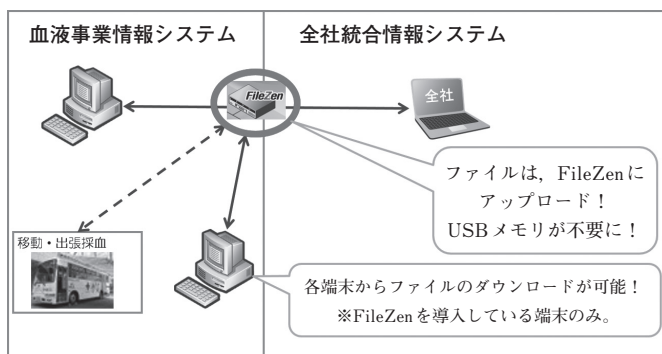 血液事業情報システム
全社統合情報システム
FileZen
全社
ファイルは，FileZenに
アップロード！
USBメモリが不要に！
移動・出張採血
各端末からファイルのダウンロードが可能！
※FileZenを導入している端末のみ。